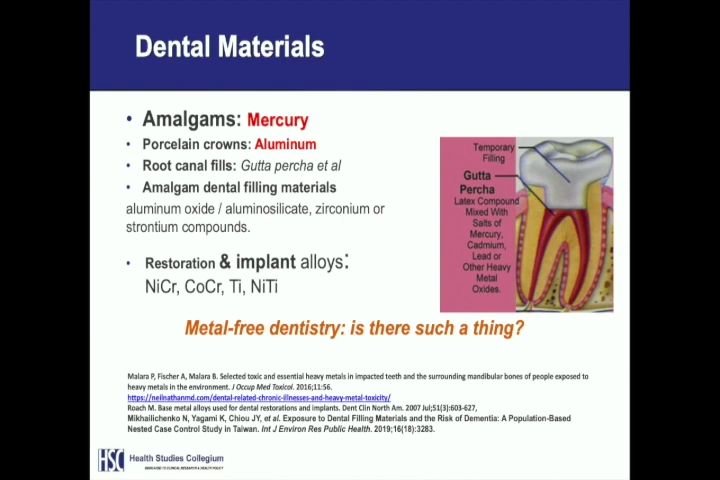 Dental Materials
• Amalgams: Mercury
• Porcelain crowns: Aluminum
• Root canal fills: Gutta percha et al
• Amalgam dental filling materials
aluminum oxide / aluminosilicate, zirconium or
strontium compounds.
• Restoration & implant alloys:
NiCr, CoCr, Ti, NiTi
Temporary
Filling
Gutta
Percha
Latex Compound
Mixed With
Salts of
Mercury,
Cadmium,
Lead or
Other Heavy
Metal
Oxides.
Metal-free dentistry: is there such a thing?
Malara P, Fischer A, Malara B. Selected toxic and essential heavy metals in impacted teeth and the surrounding mandibular bones of people exposed to
heavy metals in the environment. J Occup Med Toxicol. 2016;11:56.
https://neilnathanmd.com/dental-related-chronic-illnesses-and-heavy-metal-toxicity/
Roach M. Base metal alloys used for dental restorations and implants. Dent Clin North Am. 2007 Jul;51(3):603-627,
Mikhailichenko N, Yagami K, Chiou JY, et al. Exposure to Dental Filling Materials and the Risk of Dementia: A Population-Based
Nested Case Control Study in Taiwan. Int J Environ Res Public Health. 2019;16(18):3283.
HSC Health Studies Collegium
DEDICATED TO CLINICAL RESEARCH & HEALTH POLICY